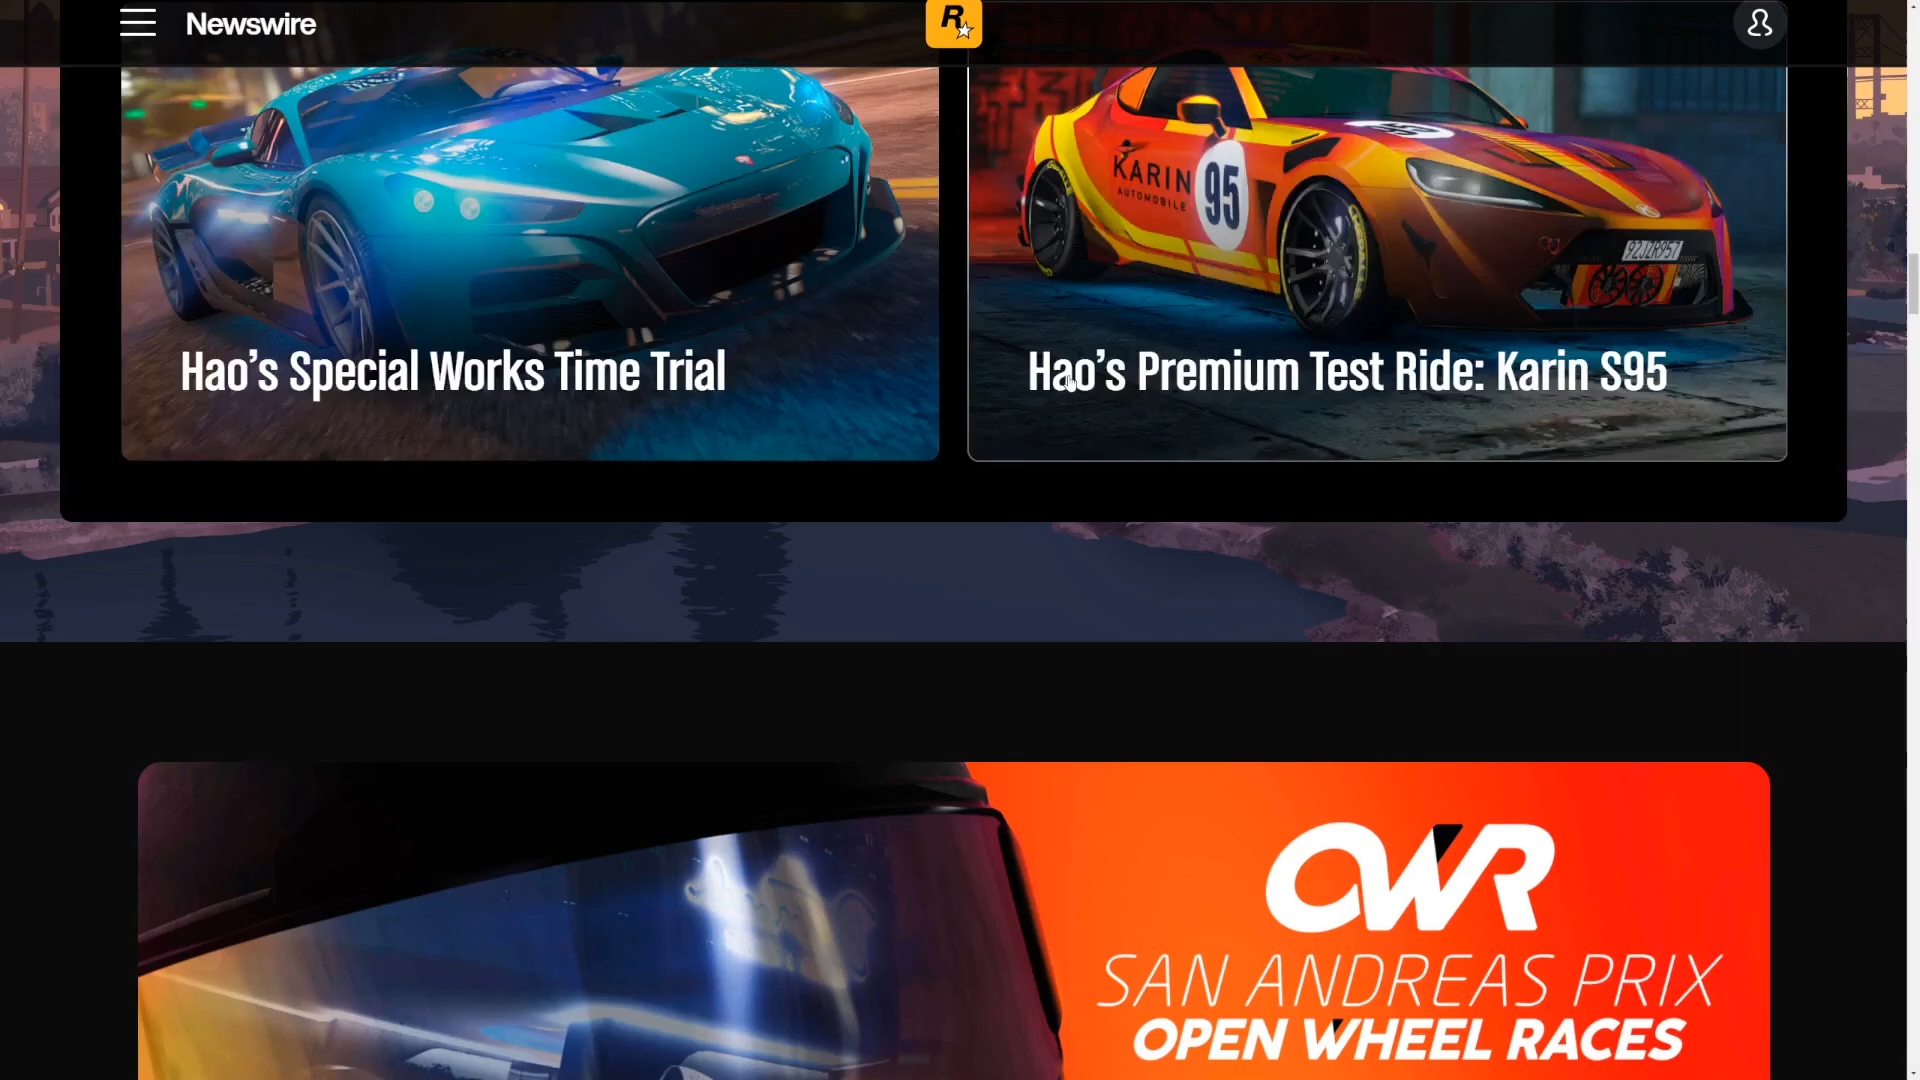 Newswire
R
KARIN
AUTOMOBILE
95
92JZR957
Hao’s Special Works Time Trial
Hao’s Premium Test Ride: Karin S95
OWR
SAN ANDREAS PRIX
OPEN WHEEL RACES